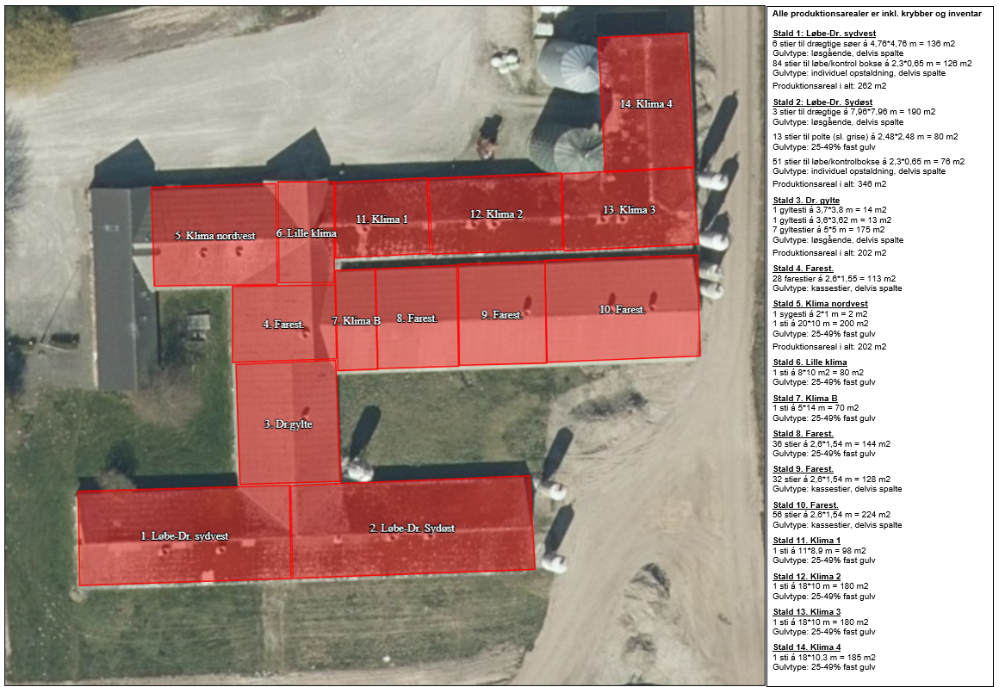 14. Klima 4
5. Klima nordvest
6. Lille klima
11. Klima 1
12. Klima 2
13. Klima 3
4. Farest.
7. Klima B
8. Farest.
9. Farest.
10. Farest.
3. Dr.gylte
1. Løbe-Dr. sydvest
2. Løbe-Dr. Sydøst
Alle produktionsarealer er inkl. krybber og inventar
Stald 1: Løbe-Dr. sydvest
6 stier til drægtige søer á 4,76*4,76 m = 136 m2
Gulvtype: løsgående, delvis spalte
84 stier til løbe/kontrol bokse á 2,3*0,65 m = 126 m2
Gulvtype: individuel opstaldning, delvis spalte
Produktionsareal i alt: 262 m2
Stald 2: Løbe-Dr. Sydøst
3 stier til drægtige á 7,96*7,96 m = 190 m2
Gulvtype: løsgående, delvis spalte
13 stier til polte (sl. grise) á 2,48*2,48 m = 80 m2
Gulvtype: 25-49% fast gulv
51 stier til løbe/kontrolbokse á 2,3*0,65 m = 76 m2
Gulvtype: individuel opstaldning, delvis spalte
Produktionsareal i alt: 346 m2
Stald 3. Dr. gylte
1 gyltesti á 3,7*3,8 m = 14 m2
1 gyltesti á 3,6*3,62 m = 13 m2
7 gyltestier á 5*5 m = 175 m2
Gulvtype: løsgående, delvis spalte
Produktionsareal i alt: 202 m2
Stald 4. Farest.
28 farestier á 2,6*1,55 = 113 m2
Gulvtype: kassestier, delvis spalte
Stald 5. Klima nordvest
1 sygesti á 2*1 m = 2 m2
1 sti á 20*10 m = 200 m2
Gulvtype: 25-49% fast gulv
Produktionsareal i alt: 202 m2
Stald 6. Lille klima
1 sti á 8*10 m2 = 80 m2
Gulvtype: 25-49% fast gulv
Stald 7. Klima B
1 sti á 5*14 m = 70 m2
Gulvtype: 25-49% fast gulv
Stald 8. Farest.
36 stier á 2,6*1,54 m = 144 m2
Gulvtype: 25-49% fast gulv
Stald 9. Farest.
32 stier á 2,6*1,54 m = 128 m2
Gulvtype: kassestier, delvis spalte
Stald 10. Farest.
56 stier á 2,6*1,54 m = 224 m2
Gulvtype: kassestier, delvis spalte
Stald 11. Klima 1
1 sti á 11*8,9 m = 98 m2
Gulvtype: 25-49% fast gulv
Stald 12. Klima 2
1 sti á 18*10 m = 180 m2
Gulvtype: 25-49% fast gulv
Stald 13. Klima 3
1 sti á 18*10 m = 180 m2
Gulvtype: 25-49% fast gulv
Stald 14. Klima 4
1 sti á 18*10,3 m = 185 m2
Gulvtype: 25-49% fast gulv